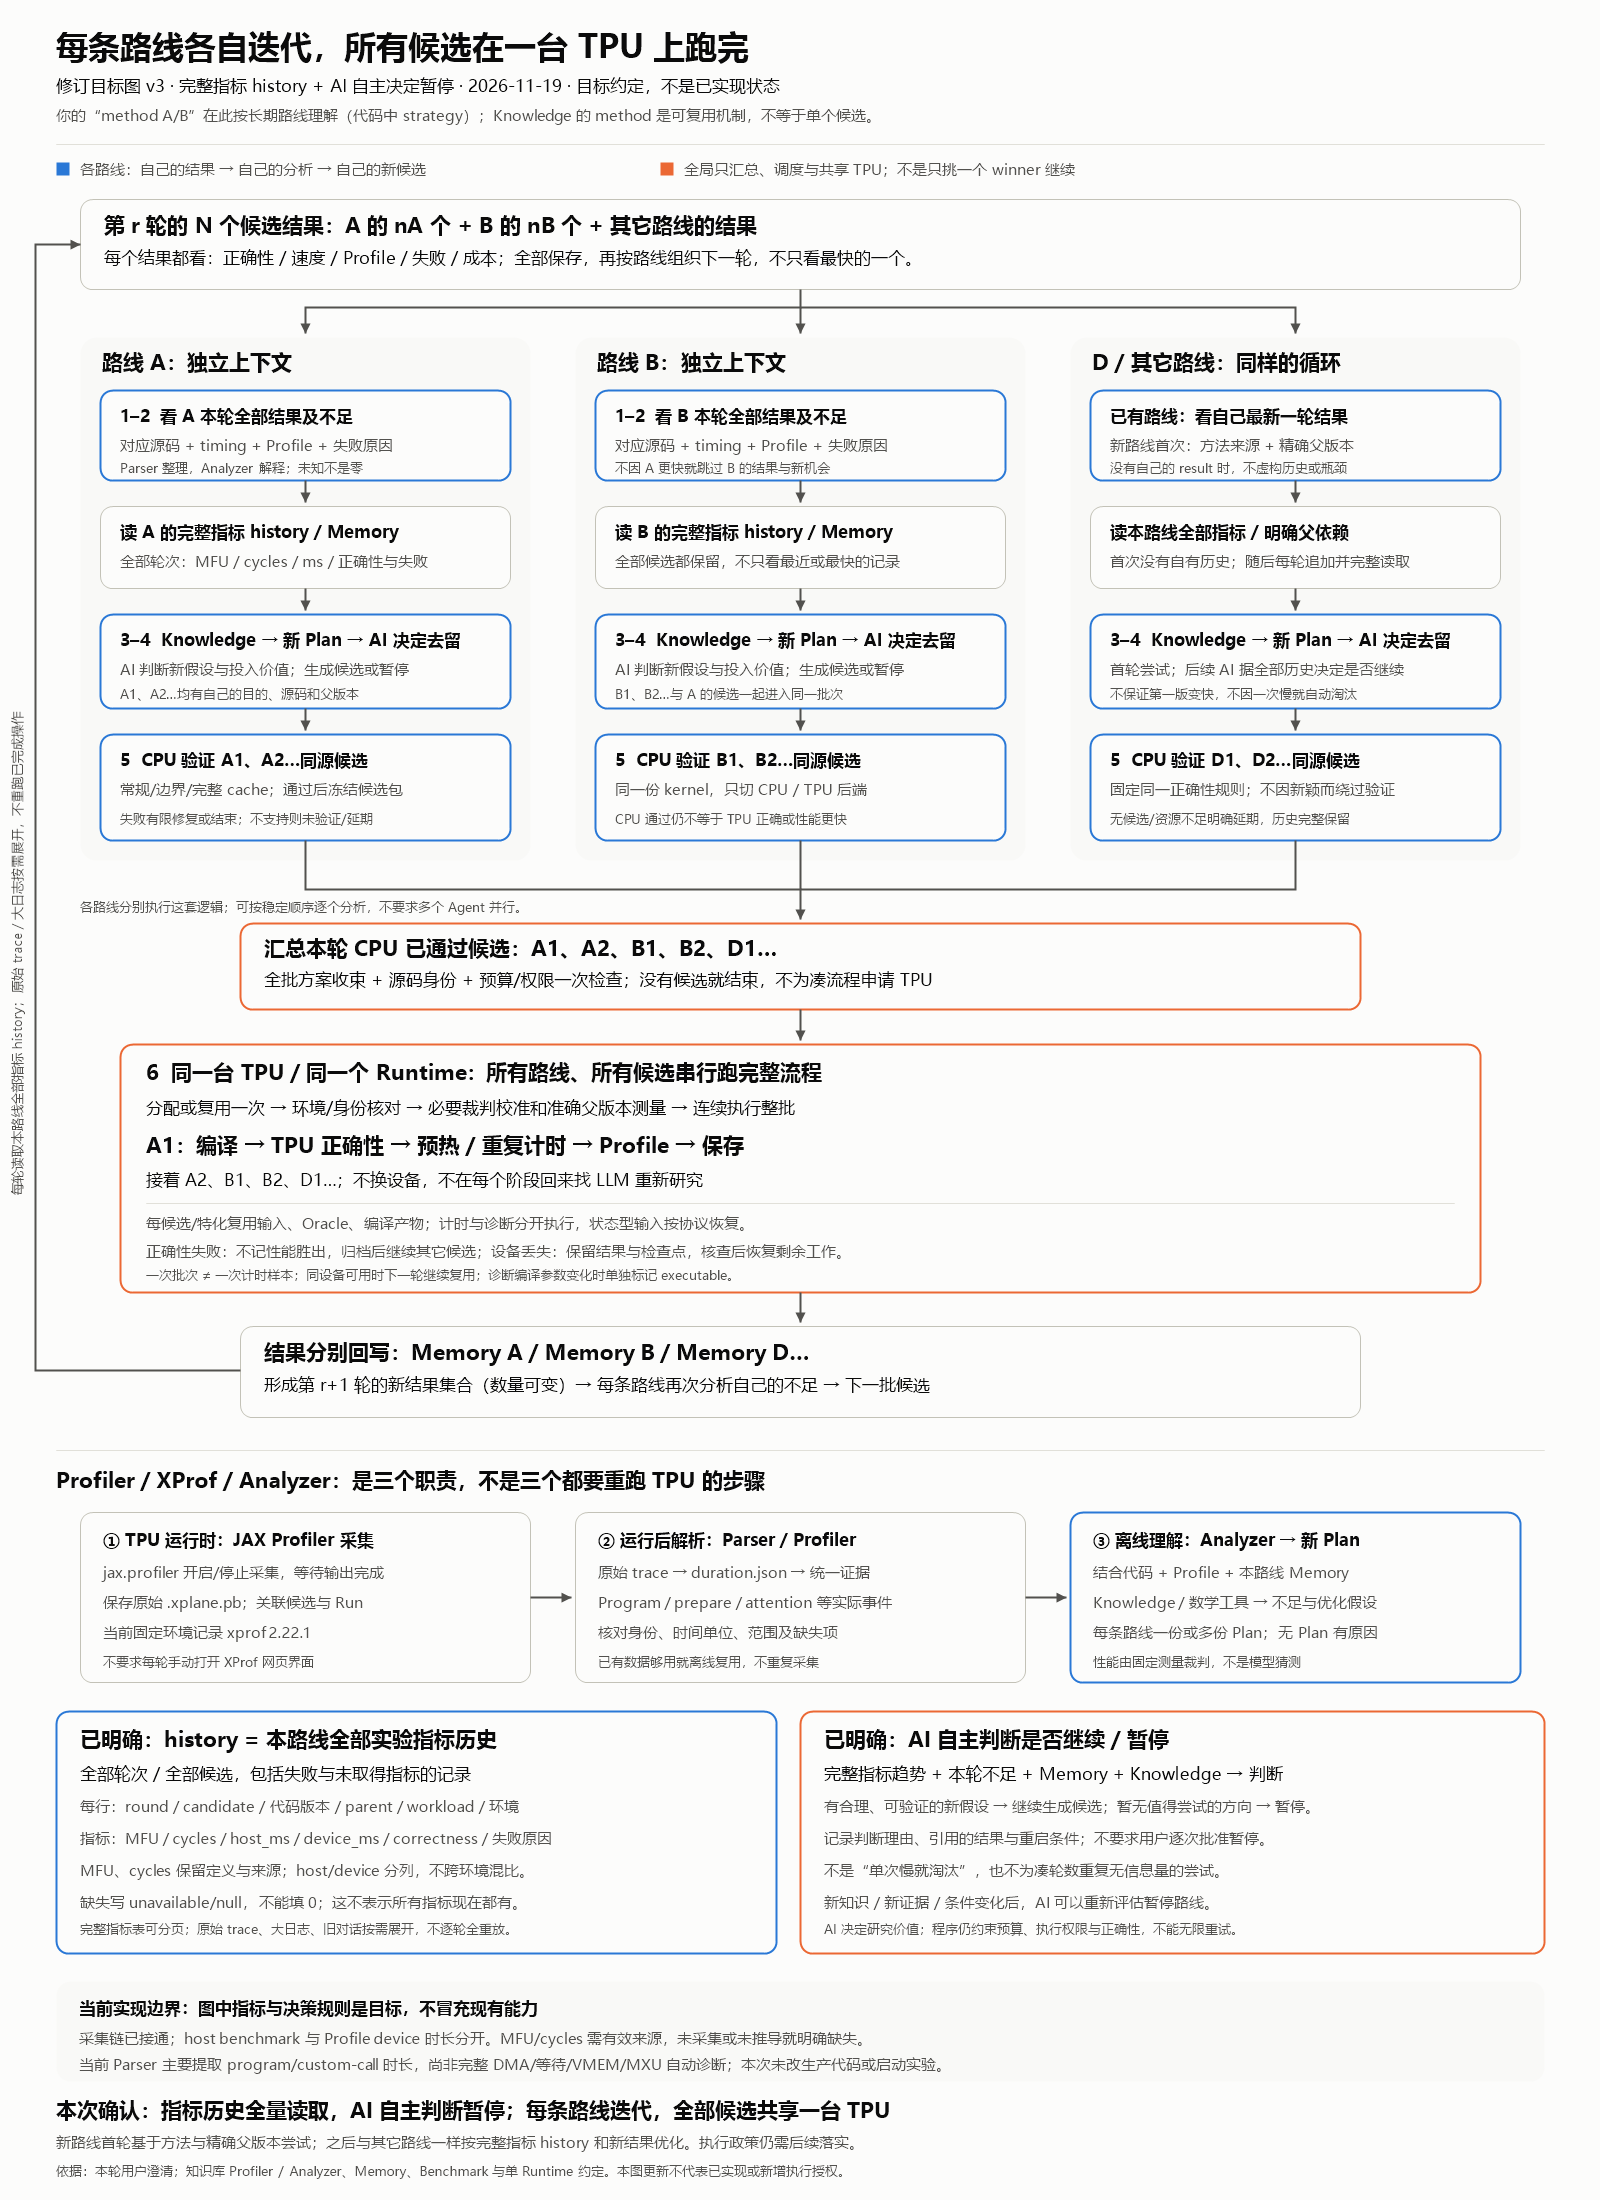 每条路线各自迭代，所有候选在一台 TPU 上跑完
修订目标图 v3 · 完整指标 history + AI 自主决定暂停 · 2026-11-19 · 目标约定，不是已实现状态
你的“method A/B”在此按长期路线理解（代码中 strategy）；Knowledge 的 method 是可复用机制，不等于单个候选。
各路线：自己的结果 → 自己的分析 → 自己的新候选
全局只汇总、调度与共享 TPU；不是只挑一个 winner 继续
第 r 轮的 N 个候选结果：A 的 nA 个 + B 的 nB 个 + 其它路线的结果
每个结果都看：正确性 / 速度 / Profile / 失败 / 成本；全部保存，再按路线组织下一轮，不只看最快的一个。
路线 A：独立上下文
1–2 看 A 本轮全部结果及不足
对应源码 + timing + Profile + 失败原因
Parser 整理，Analyzer 解释；未知不是零
读 A 的完整指标 history / Memory
全部轮次：MFU / cycles / ms / 正确性与失败
3–4 Knowledge → 新 Plan → AI 决定去留
AI 判断新假设与投入价值；生成候选或暂停
A1、A2…均有自己的目的、源码和父版本
5 CPU 验证 A1、A2…同源候选
常规/边界/完整 cache；通过后冻结候选包
失败有限修复或结束；不支持则未验证/延期
路线 B：独立上下文
1–2 看 B 本轮全部结果及不足
对应源码 + timing + Profile + 失败原因
不因 A 更快就跳过 B 的结果与新机会
读 B 的完整指标 history / Memory
全部候选都保留，不只看最近或最快的记录
3–4 Knowledge → 新 Plan → AI 决定去留
AI 判断新假设与投入价值；生成候选或暂停
B1、B2…与 A 的候选一起进入同一批次
5 CPU 验证 B1、B2…同源候选
同一份 kernel，只切 CPU / TPU 后端
CPU 通过仍不等于 TPU 正确或性能更快
D / 其它路线：同样的循环
已有路线：看自己最新一轮结果
新路线首次：方法来源 + 精确父版本
没有自己的 result 时，不虚构历史或瓶颈
读本路线全部指标 / 明确父依赖
首次没有自有历史；随后每轮追加并完整读取
3–4 Knowledge → 新 Plan → AI 决定去留
首轮尝试；后续 AI 据全部历史决定是否继续
不保证第一版变快，不因一次慢就自动淘汰
5 CPU 验证 D1、D2…同源候选
固定同一正确性规则；不因新颖而绕过验证
无候选/资源不足明确延期，历史完整保留
每轮读取本路线全部指标 history；原始 trace / 大日志按需展开，不重跑已完成操作
各路线分别执行这套逻辑；可按稳定顺序逐个分析，不要求多个 Agent 并行。
汇总本轮 CPU 已通过候选：A1、A2、B1、B2、D1…
全批方案收束 + 源码身份 + 预算/权限一次检查；没有候选就结束，不为凑流程申请 TPU
6 同一台 TPU / 同一个 Runtime：所有路线、所有候选串行跑完整流程
分配或复用一次 → 环境/身份核对 → 必要裁判校准和准确父版本测量 → 连续执行整批
A1：编译 → TPU 正确性 → 预热 / 重复计时 → Profile → 保存
接着 A2、B1、B2、D1…；不换设备，不在每个阶段回来找 LLM 重新研究
每候选/特化复用输入、Oracle、编译产物；计时与诊断分开执行，状态型输入按协议恢复。
正确性失败：不记性能胜出，归档后继续其它候选；设备丢失：保留结果与检查点，核查后恢复剩余工作。
一次批次 ≠ 一次计时样本；同设备可用时下一轮继续复用；诊断编译参数变化时单独标记 executable。
结果分别回写：Memory A / Memory B / Memory D…
形成第 r+1 轮的新结果集合（数量可变）→ 每条路线再次分析自己的不足 → 下一批候选
Profiler / XProf / Analyzer：是三个职责，不是三个都要重跑 TPU 的步骤
① TPU 运行时：JAX Profiler 采集
jax.profiler 开启/停止采集，等待输出完成
保存原始 .xplane.pb；关联候选与 Run
当前固定环境记录 xprof 2.22.1
不要求每轮手动打开 XProf 网页界面
② 运行后解析：Parser / Profiler
原始 trace → duration.json → 统一证据
Program / prepare / attention 等实际事件
核对身份、时间单位、范围及缺失项
已有数据够用就离线复用，不重复采集
③ 离线理解：Analyzer → 新 Plan
结合代码 + Profile + 本路线 Memory
Knowledge / 数学工具 → 不足与优化假设
每条路线一份或多份 Plan；无 Plan 有原因
性能由固定测量裁判，不是模型猜测
已明确：history = 本路线全部实验指标历史
全部轮次 / 全部候选，包括失败与未取得指标的记录
每行：round / candidate / 代码版本 / parent / workload / 环境
指标：MFU / cycles / host_ms / device_ms / correctness / 失败原因
MFU、cycles 保留定义与来源；host/device 分列，不跨环境混比。
缺失写 unavailable/null，不能填 0；这不表示所有指标现在都有。
完整指标表可分页；原始 trace、大日志、旧对话按需展开，不逐轮全重放。
已明确：AI 自主判断是否继续 / 暂停
完整指标趋势 + 本轮不足 + Memory + Knowledge → 判断
有合理、可验证的新假设 → 继续生成候选；暂无值得尝试的方向 → 暂停。
记录判断理由、引用的结果与重启条件；不要求用户逐次批准暂停。
不是“单次慢就淘汰”，也不为凑轮数重复无信息量的尝试。
新知识 / 新证据 / 条件变化后，AI 可以重新评估暂停路线。
AI 决定研究价值；程序仍约束预算、执行权限与正确性，不能无限重试。
当前实现边界：图中指标与决策规则是目标，不冒充现有能力
采集链已接通；host benchmark 与 Profile device 时长分开。MFU/cycles 需有效来源，未采集或未推导就明确缺失。
当前 Parser 主要提取 program/custom-call 时长，尚非完整 DMA/等待/VMEM/MXU 自动诊断；本次未改生产代码或启动实验。
本次确认：指标历史全量读取，AI 自主判断暂停；每条路线迭代，全部候选共享一台 TPU
新路线首轮基于方法与精确父版本尝试；之后与其它路线一样按完整指标 history 和新结果优化。执行政策仍需后续落实。
依据：本轮用户澄清；知识库 Profiler / Analyzer、Memory、Benchmark 与单 Runtime 约定。本图更新不代表已实现或新增执行授权。